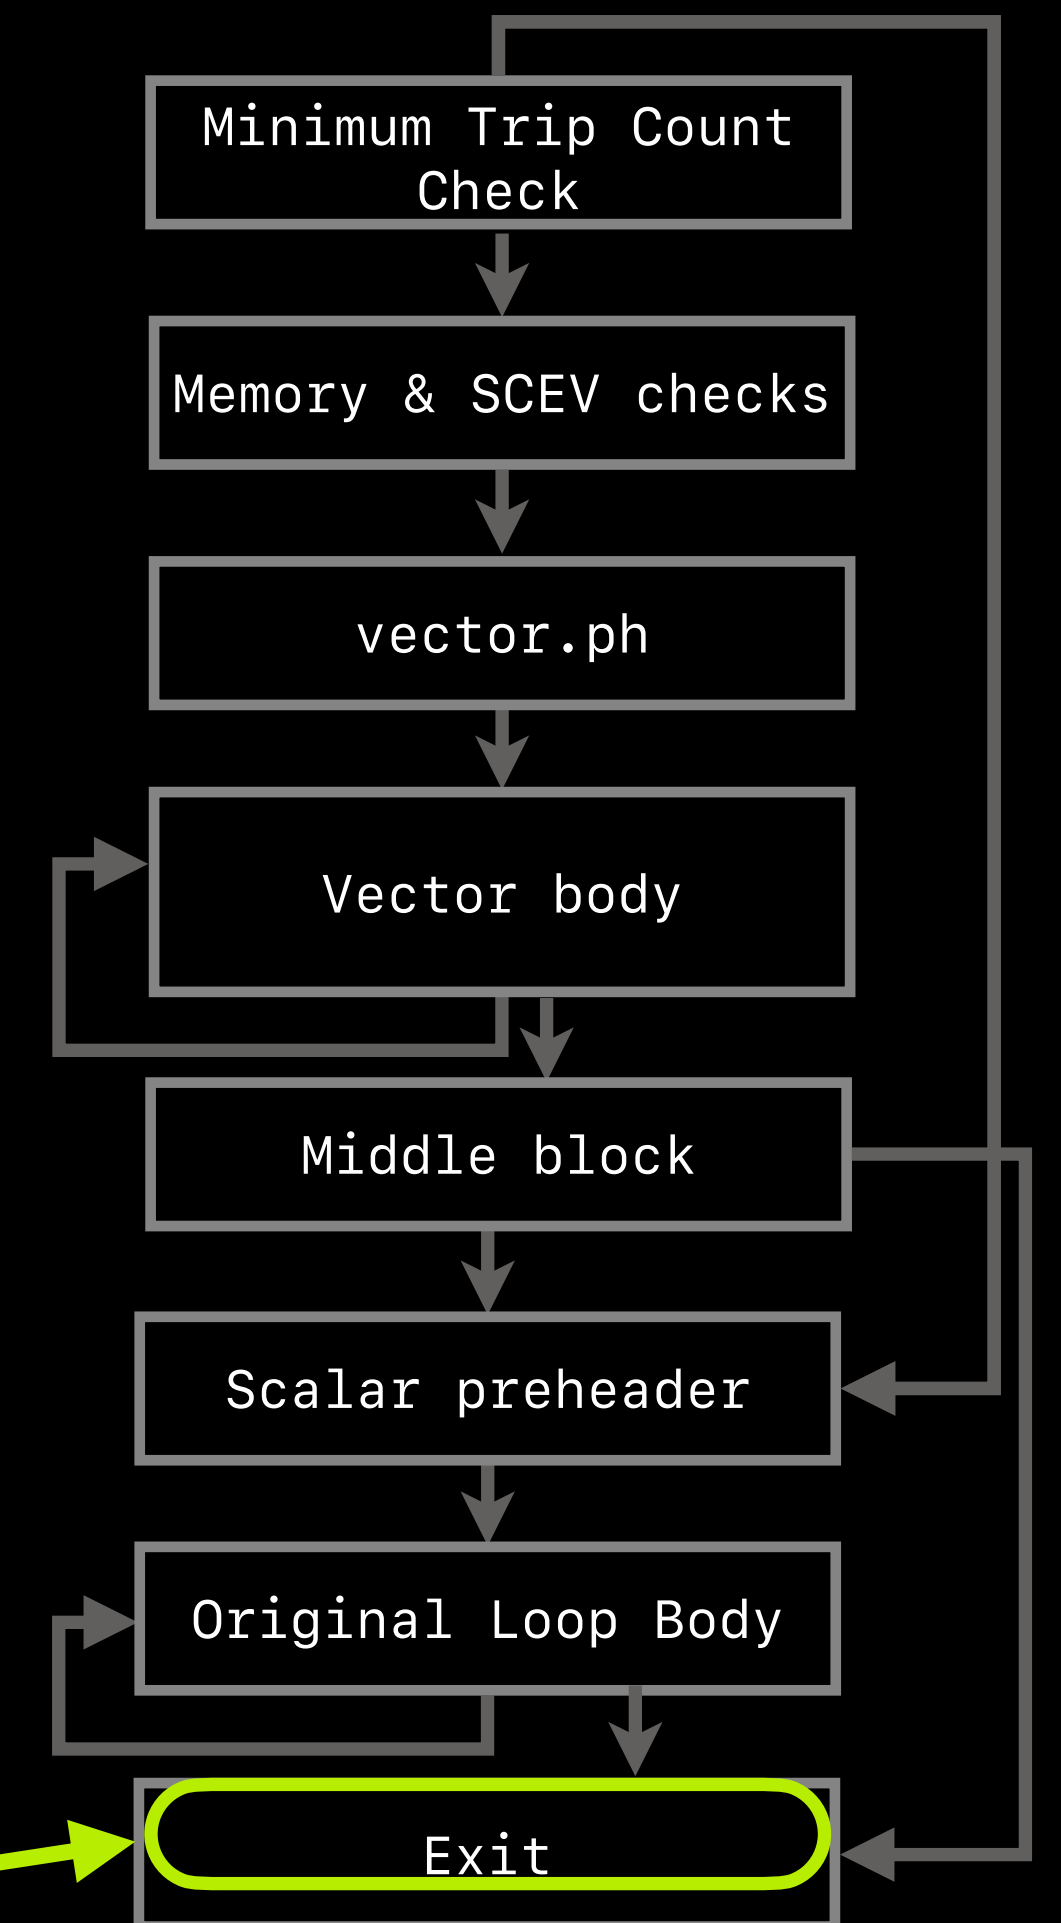 Minimum Trip Count
Check
Memory & SCEV checks
vector.ph
Vector body
Middle block
Scalar preheader
Original Loop Body
Exit